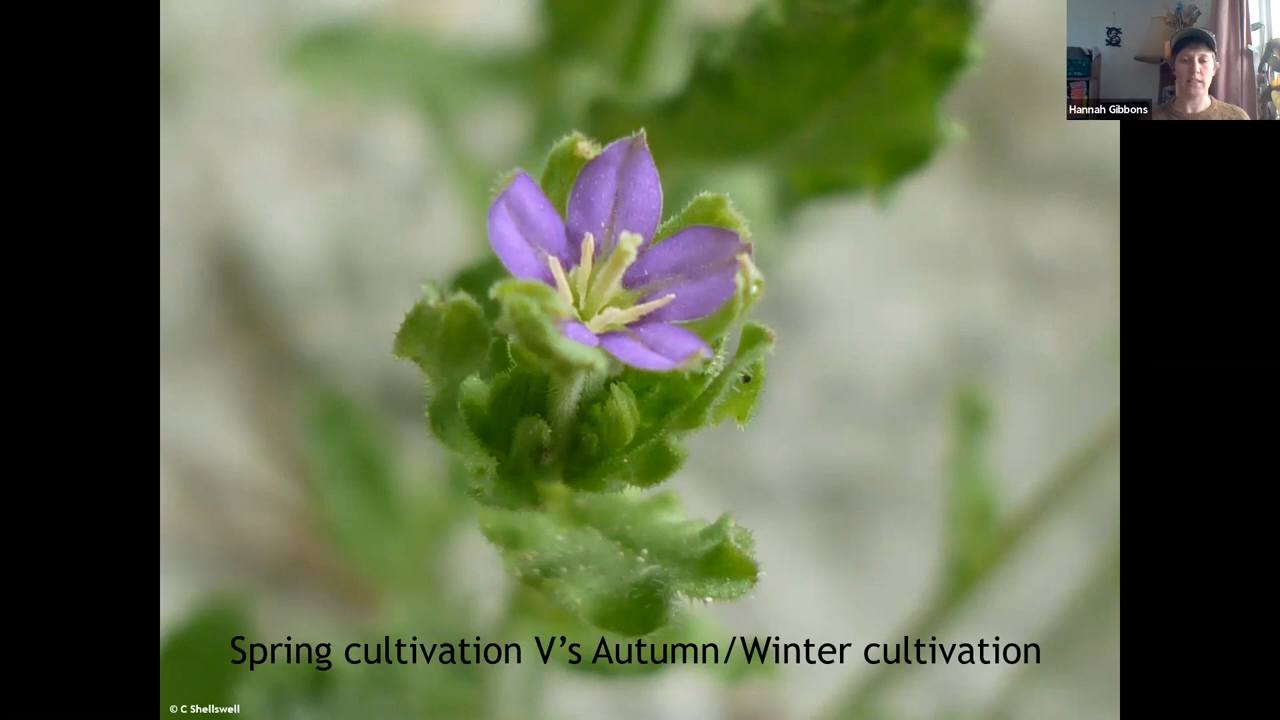 Hannah Gibbons
Spring cultivation V’s Autumn/Winter cultivation
© C Shellswell